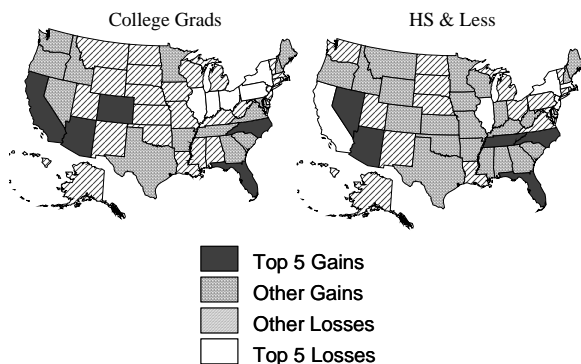 College Grads
HS & Less
Top 5 Gains
Other Gains
Other Losses
Top 5 Losses